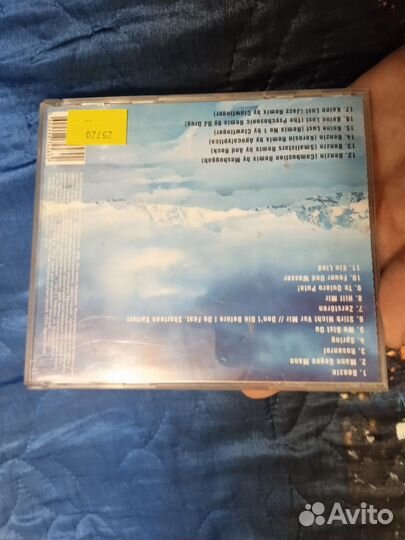 1. Benzin
2. Mann Gegen Mann
3. Rosarot
4. Spring
5. Wo Bist Du
6. Stirb Nicht Vor Mir // Don't Die Before I Do Feat. Sharleen Spiteri
7. Zerstören
8. Hilf Mir
9. Te Quiero Puta!
10. Feuer Und Wasser
11. Ein Lied
12. Benzin (Combustion Remix by Meshuggah)
13. Benzin (Smallstars Remix by And Rock)
14. Benzin (Kerosin Remix by Apocalyptica)
15. Keine Lust (Remix No 1 by Clawfinger)
16. Keine Lust (The Psychosonic Remix by DJ Drug)
17. Keine Lust (Jazz Remix by Clawfinger)
25720
Avito